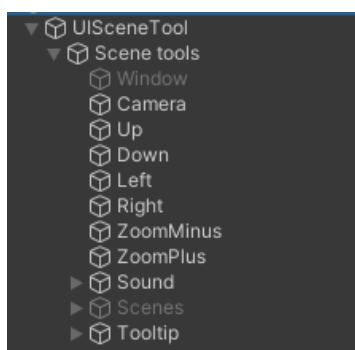 UISceneTool
Scene tools
Window
Camera
Up
Down
Left
Right
ZoomMinus
ZoomPlus
Sound
Scenes
Tooltip